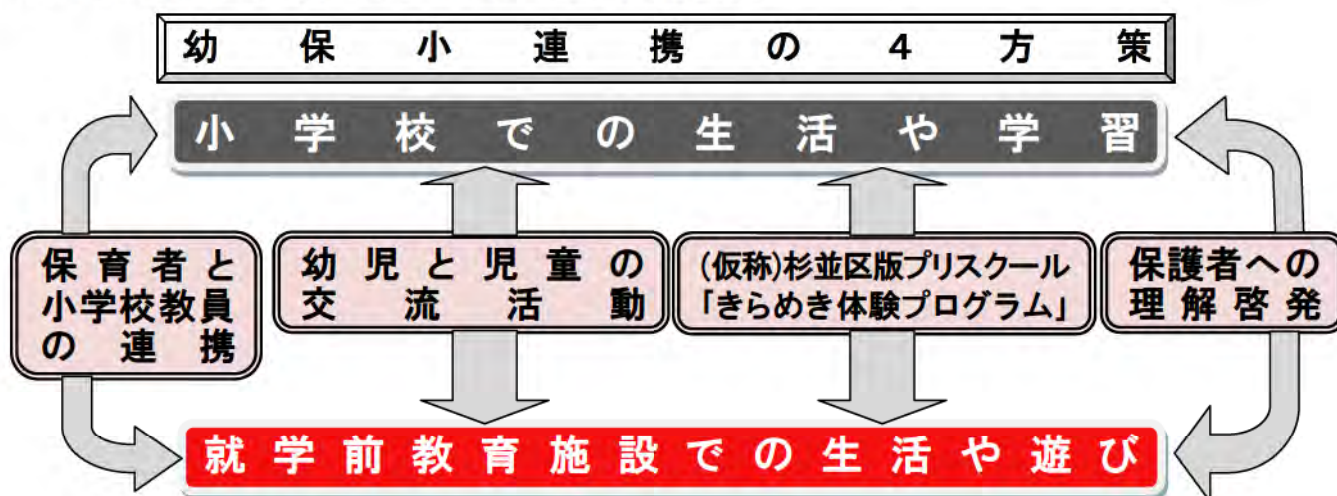 幼保小連携の4方策
小学校での生活や学習
保育者と
小学校教員
の連携
幼児と児童の
交流活動
(仮称)杉並区版プリスクール
「きらめき体験プログラム」
保護者への
理解啓発
就学前教育施設での生活や遊び